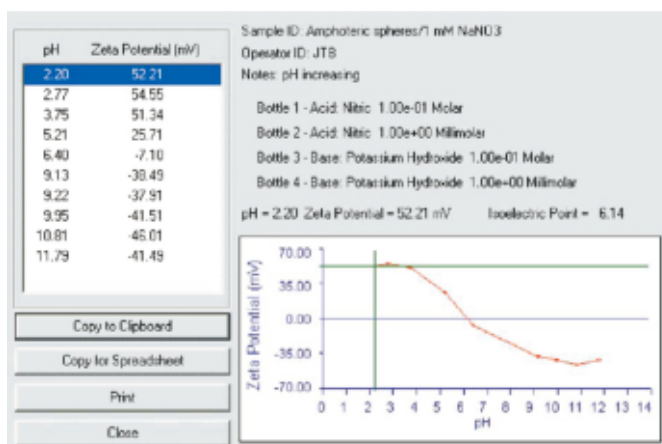 pH Zeta Potential (mV)
2.20 52.21
2.77 54.55
3.75 51.34
5.21 25.71
6.40 -7.10
9.13 -38.49
9.22 -37.91
9.95 -41.51
10.81 -46.01
11.79 -41.49
Copy to Clipboard
Copy for Spreadsheet
Print
Close
Sample ID: Amphoteric spheres/1 mM NaNO3
Operator ID: JTB
Notes: pH increasing
Bottle 1 - Acid: Nitric 1.00e-01 Molar
Bottle 2 - Acid: Nitric 1.00e+00 Millimolar
Bottle 3 - Base: Potassium Hydroxide 1.00e-01 Molar
Bottle 4 - Base: Potassium Hydroxide 1.00e+00 Millimolar
pH = 2.20 Zeta Potential = 52.21 mV Isoelectric Point = 6.14
Zeta Potential (mV)
70.00
35.00
0.00
-35.00
-70.00
0 1 2 3 4 5 6 7 8 9 10 11 12 13 14
pH